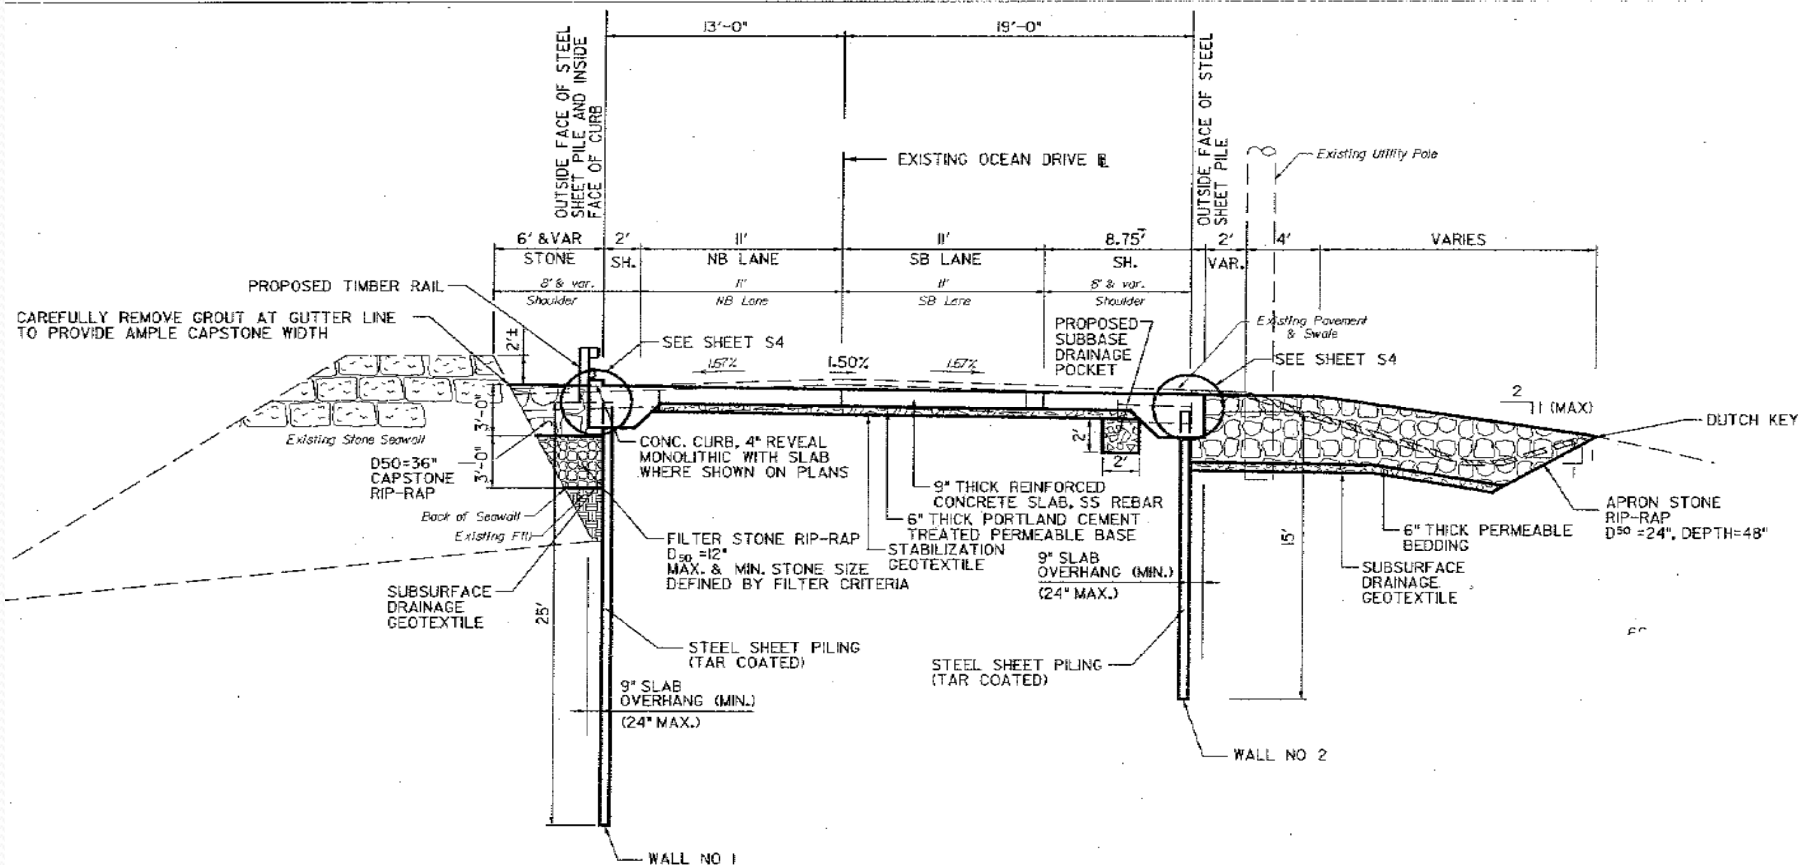 13'-0"
19'-0"
OUTSIDE FACE OF STEEL
SHEET PILE AND INSIDE
FACE OF CURB
OUTSIDE FACE OF STEEL
SHEET PILE
EXISTING OCEAN DRIVE
Existing Utility Pole
6' & VAR
STONE
2'
SH.
11'
NB LANE
11'
SB LANE
8.75'
SH.
2'
VAR.
4'
VARIES
8' & var.
Shoulder
11'
NB Lane
11'
SB Lane
8' & var.
Shoulder
PROPOSED TIMBER RAIL
CAREFULLY REMOVE GROUT AT GUTTER LINE
TO PROVIDE AMPLE CAPSTONE WIDTH
2'±
SEE SHEET S4
1.67%
1.50%
1.67%
PROPOSED
SUBBASE
DRAINAGE
POCKET
Existing Pavement
& Swale
SEE SHEET S4
2
1 (MAX)
DUTCH KEY
3'-0"
3'-0"
Existing Stone Seawall
D50=36"
CAPSTONE
RIP-RAP
CONC. CURB, 4" REVEAL
MONOLITHIC WITH SLAB
WHERE SHOWN ON PLANS
2'
2'
1
1
9" THICK REINFORCED
CONCRETE SLAB, SS REBAR
6" THICK PORTLAND CEMENT
TREATED PERMEABLE BASE
STABILIZATION
GEOTEXTILE
Back of Seawall
Existing Fill
FILTER STONE RIP-RAP
D50 =12"
MAX. & MIN. STONE SIZE
DEFINED BY FILTER CRITERIA
APRON STONE
RIP-RAP
D50 =24", DEPTH=48"
6" THICK PERMEABLE
BEDDING
SUBSURFACE
DRAINAGE
GEOTEXTILE
9" SLAB
OVERHANG (MIN.)
(24" MAX.)
15'
SUBSURFACE
DRAINAGE
GEOTEXTILE
25'
STEEL SHEET PILING
(TAR COATED)
STEEL SHEET PILING
(TAR COATED)
9" SLAB
OVERHANG (MIN.)
(24" MAX.)
WALL NO 2
WALL NO 1